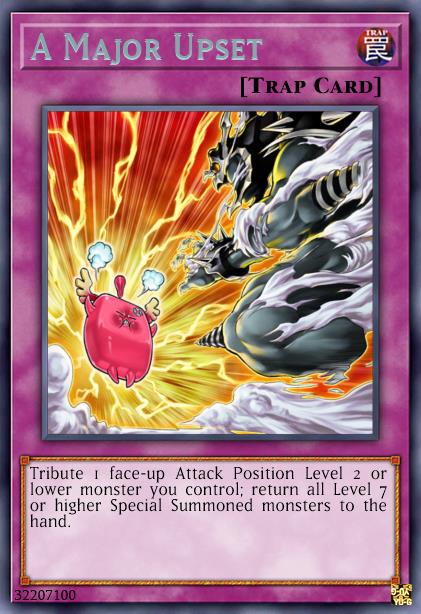 A Major Upset
TRAP
罠
[Trap Card]
Tribute 1 face-up Attack Position Level 2 or
lower monster you control; return all Level 7
or higher Special Summoned monsters to the
hand.
32207100